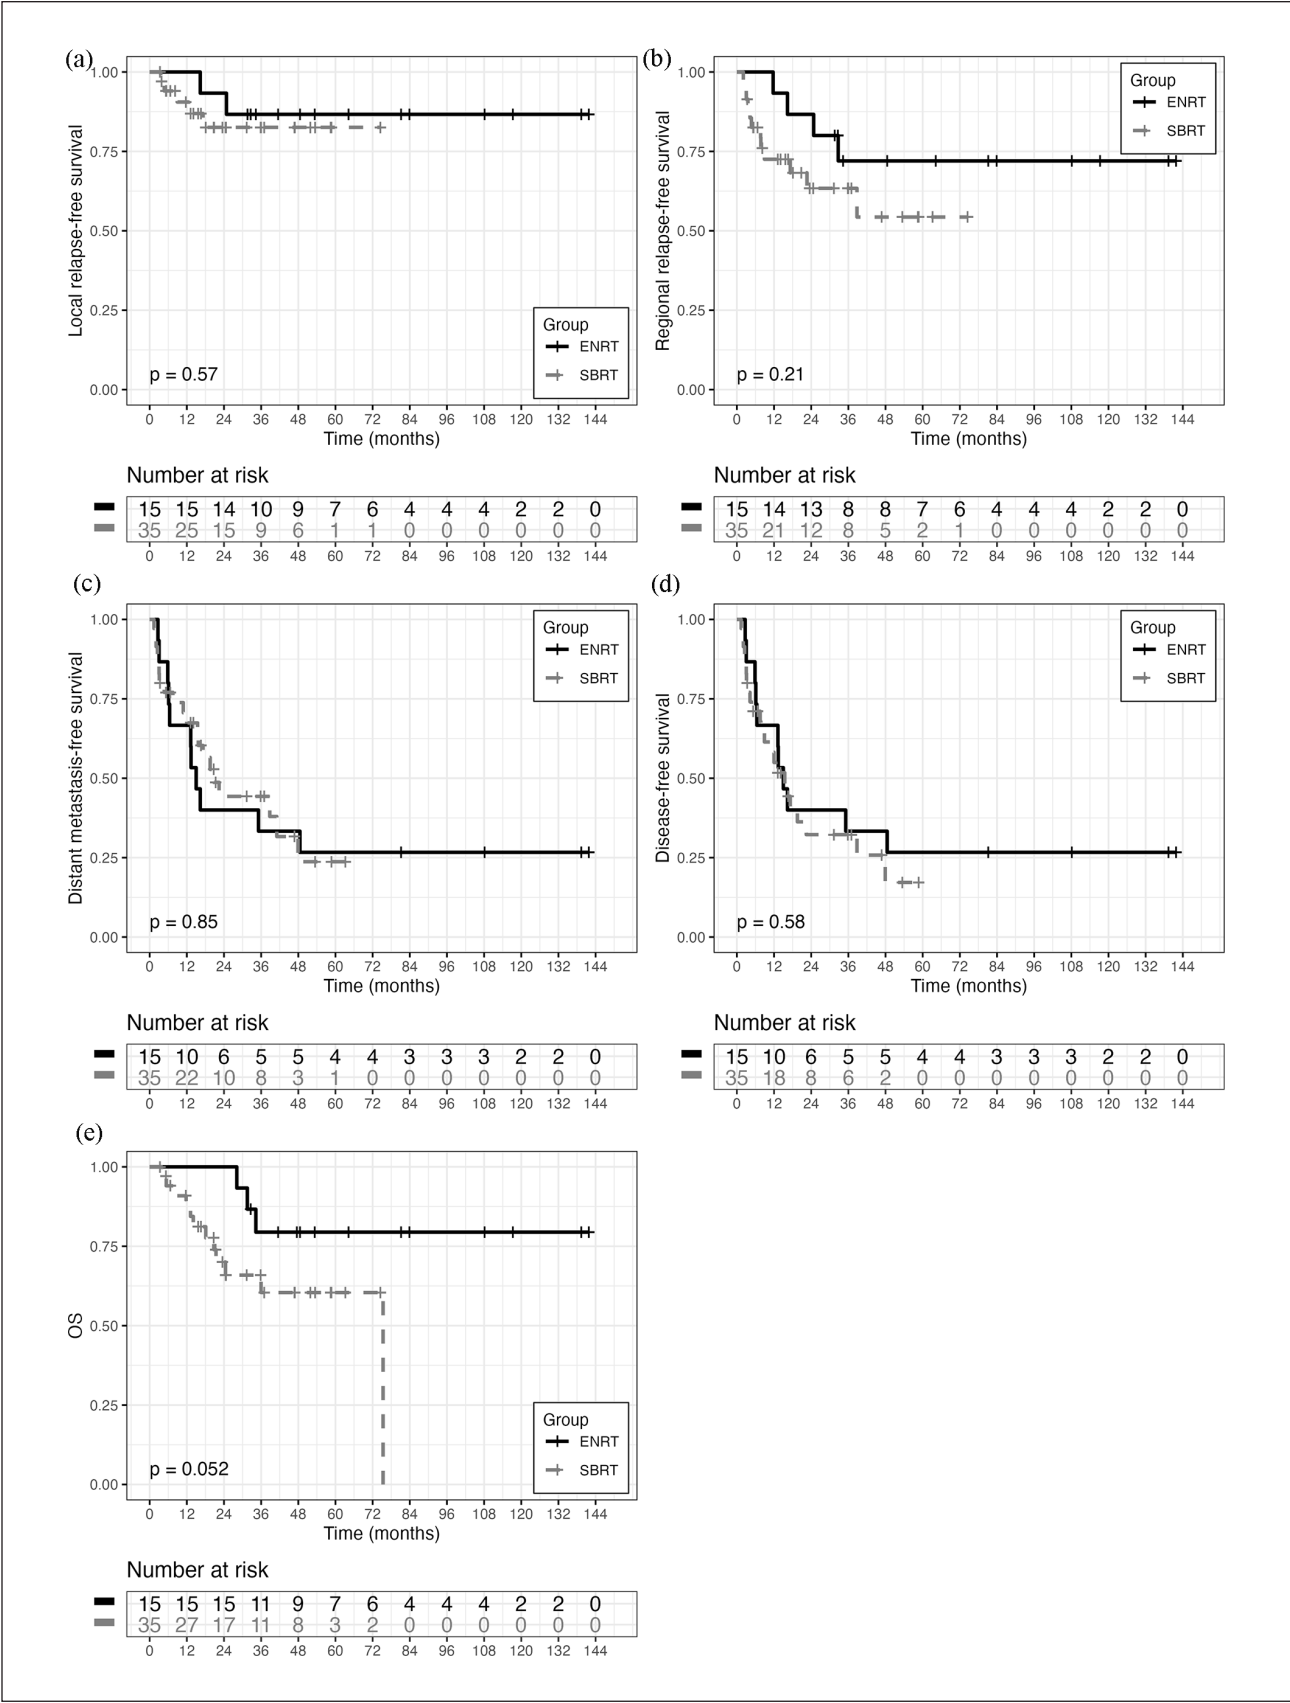 (a)
Local relapse-free survival
1.00
0.75
0.50
0.25
0.00
Group
ENRT
SBRT
p = 0.57
0 12 24 36 48 60 72 84 96 108 120 132 144
Time (months)
Number at risk
15 15 14 10 9 7 6 4 4 4 2 2 0
35 25 15 9 6 1 1 0 0 0 0 0 0
0 12 24 36 48 60 72 84 96 108 120 132 144
(b)
Regional relapse-free survival
1.00
0.75
0.50
0.25
0.00
Group
ENRT
SBRT
p = 0.21
0 12 24 36 48 60 72 84 96 108 120 132 144
Time (months)
Number at risk
15 14 13 8 8 7 6 4 4 4 2 2 0
35 21 12 8 5 2 1 0 0 0 0 0 0
0 12 24 36 48 60 72 84 96 108 120 132 144
(c)
Distant metastasis-free survival
1.00
0.75
0.50
0.25
0.00
Group
ENRT
SBRT
p = 0.85
0 12 24 36 48 60 72 84 96 108 120 132 144
Time (months)
Number at risk
15 10 6 5 5 4 4 3 3 3 2 2 0
35 22 10 8 3 1 0 0 0 0 0 0 0
0 12 24 36 48 60 72 84 96 108 120 132 144
(d)
Disease-free survival
1.00
0.75
0.50
0.25
0.00
Group
ENRT
SBRT
p = 0.58
0 12 24 36 48 60 72 84 96 108 120 132 144
Time (months)
Number at risk
15 10 6 5 5 4 4 3 3 3 2 2 0
35 18 8 6 2 0 0 0 0 0 0 0 0
0 12 24 36 48 60 72 84 96 108 120 132 144
(e)
OS
1.00
0.75
0.50
0.25
0.00
Group
ENRT
SBRT
p = 0.052
0 12 24 36 48 60 72 84 96 108 120 132 144
Time (months)
Number at risk
15 15 15 11 9 7 6 4 4 4 2 2 0
35 27 17 11 8 3 2 0 0 0 0 0 0
0 12 24 36 48 60 72 84 96 108 120 132 144